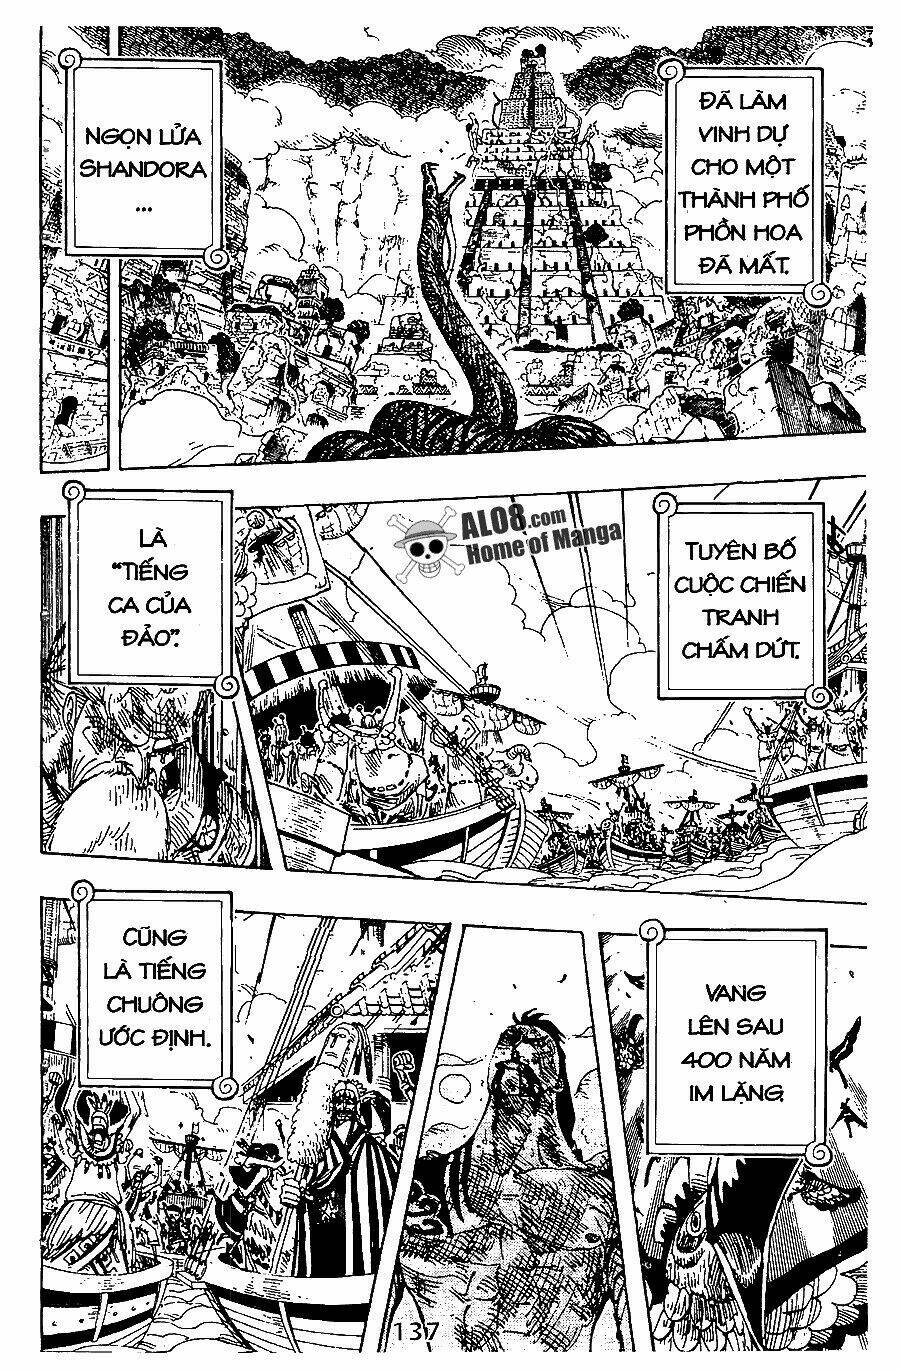 ĐÃ LÀM
VINH DỰ
CHO MỘT
THÀNH PHỐ
PHỒN HOA
ĐÃ MẤT.
NGỌN LỬA
SHANDORA
...
TUYÊN BỐ
CUỘC CHIẾN
TRANH
CHẤM DỨT.
ALO8.com
Home of Manga
LÀ
"TIẾNG
CA CỦA
ĐẢO".
VANG
LÊN SAU
400 NĂM
IM LẶNG
CŨNG
LÀ TIẾNG
CHUÔNG
ƯỚC ĐỊNH.
137